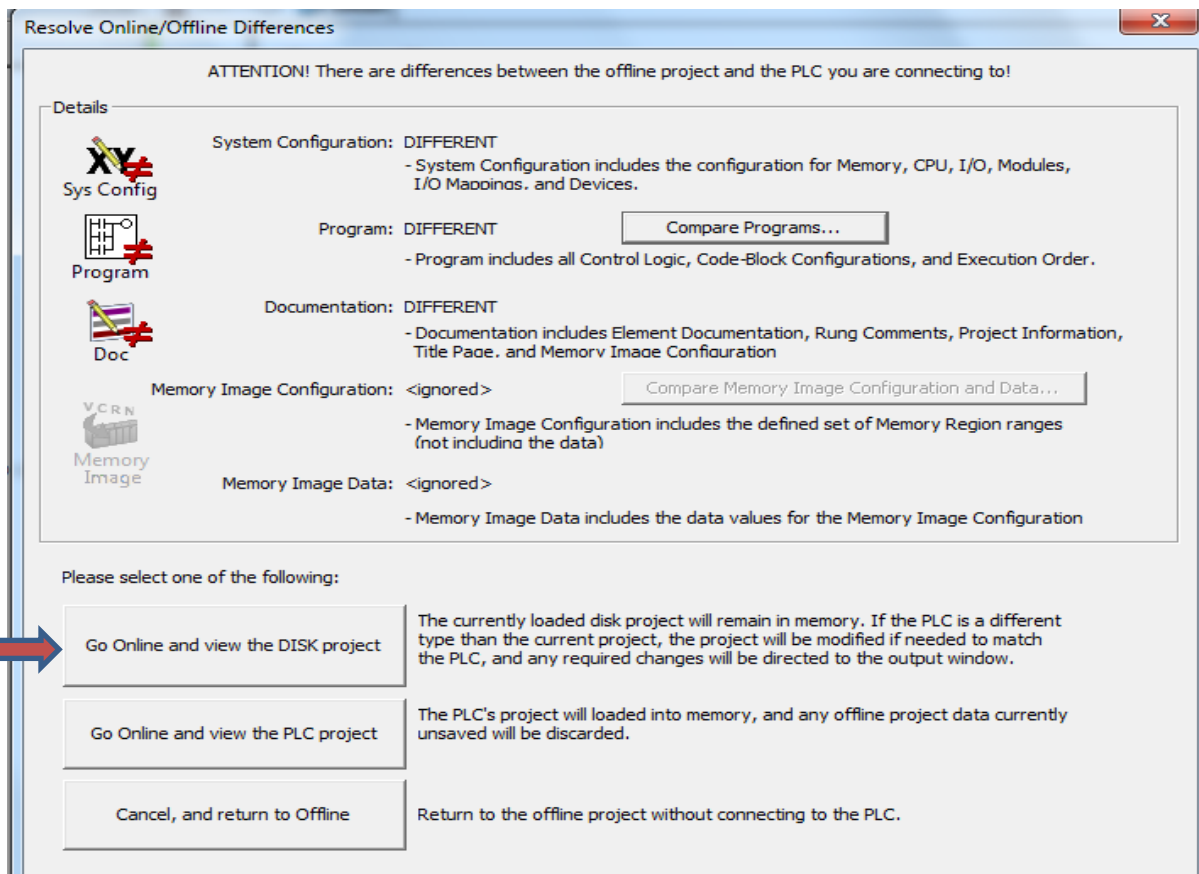 Resolve Online/Offline Differences
x
ATTENTION! There are differences between the offline project and the PLC you are connecting to!
Details
XY
Sys Config
System Configuration: DIFFERENT
- System Configuration includes the configuration for Memory, CPU, I/O, Modules,
I/O Mappings, and Devices.
Program
Program: DIFFERENT
Compare Programs...
- Program includes all Control Logic, Code-Block Configurations, and Execution Order.
Doc
Documentation: DIFFERENT
- Documentation includes Element Documentation, Rung Comments, Project Information,
Title Page, and Memory Image Configuration
VCRN
Memory
Image
Memory Image Configuration: <ignored>
Compare Memory Image Configuration and Data...
- Memory Image Configuration includes the defined set of Memory Region ranges
(not including the data)
Memory Image Data: <ignored>
- Memory Image Data includes the data values for the Memory Image Configuration
Please select one of the following:
Go Online and view the DISK project
The currently loaded disk project will remain in memory. If the PLC is a different
type than the current project, the project will be modified if needed to match
the PLC, and any required changes will be directed to the output window.
Go Online and view the PLC project
The PLC's project will loaded into memory, and any offline project data currently
unsaved will be discarded.
Cancel, and return to Offline
Return to the offline project without connecting to the PLC.